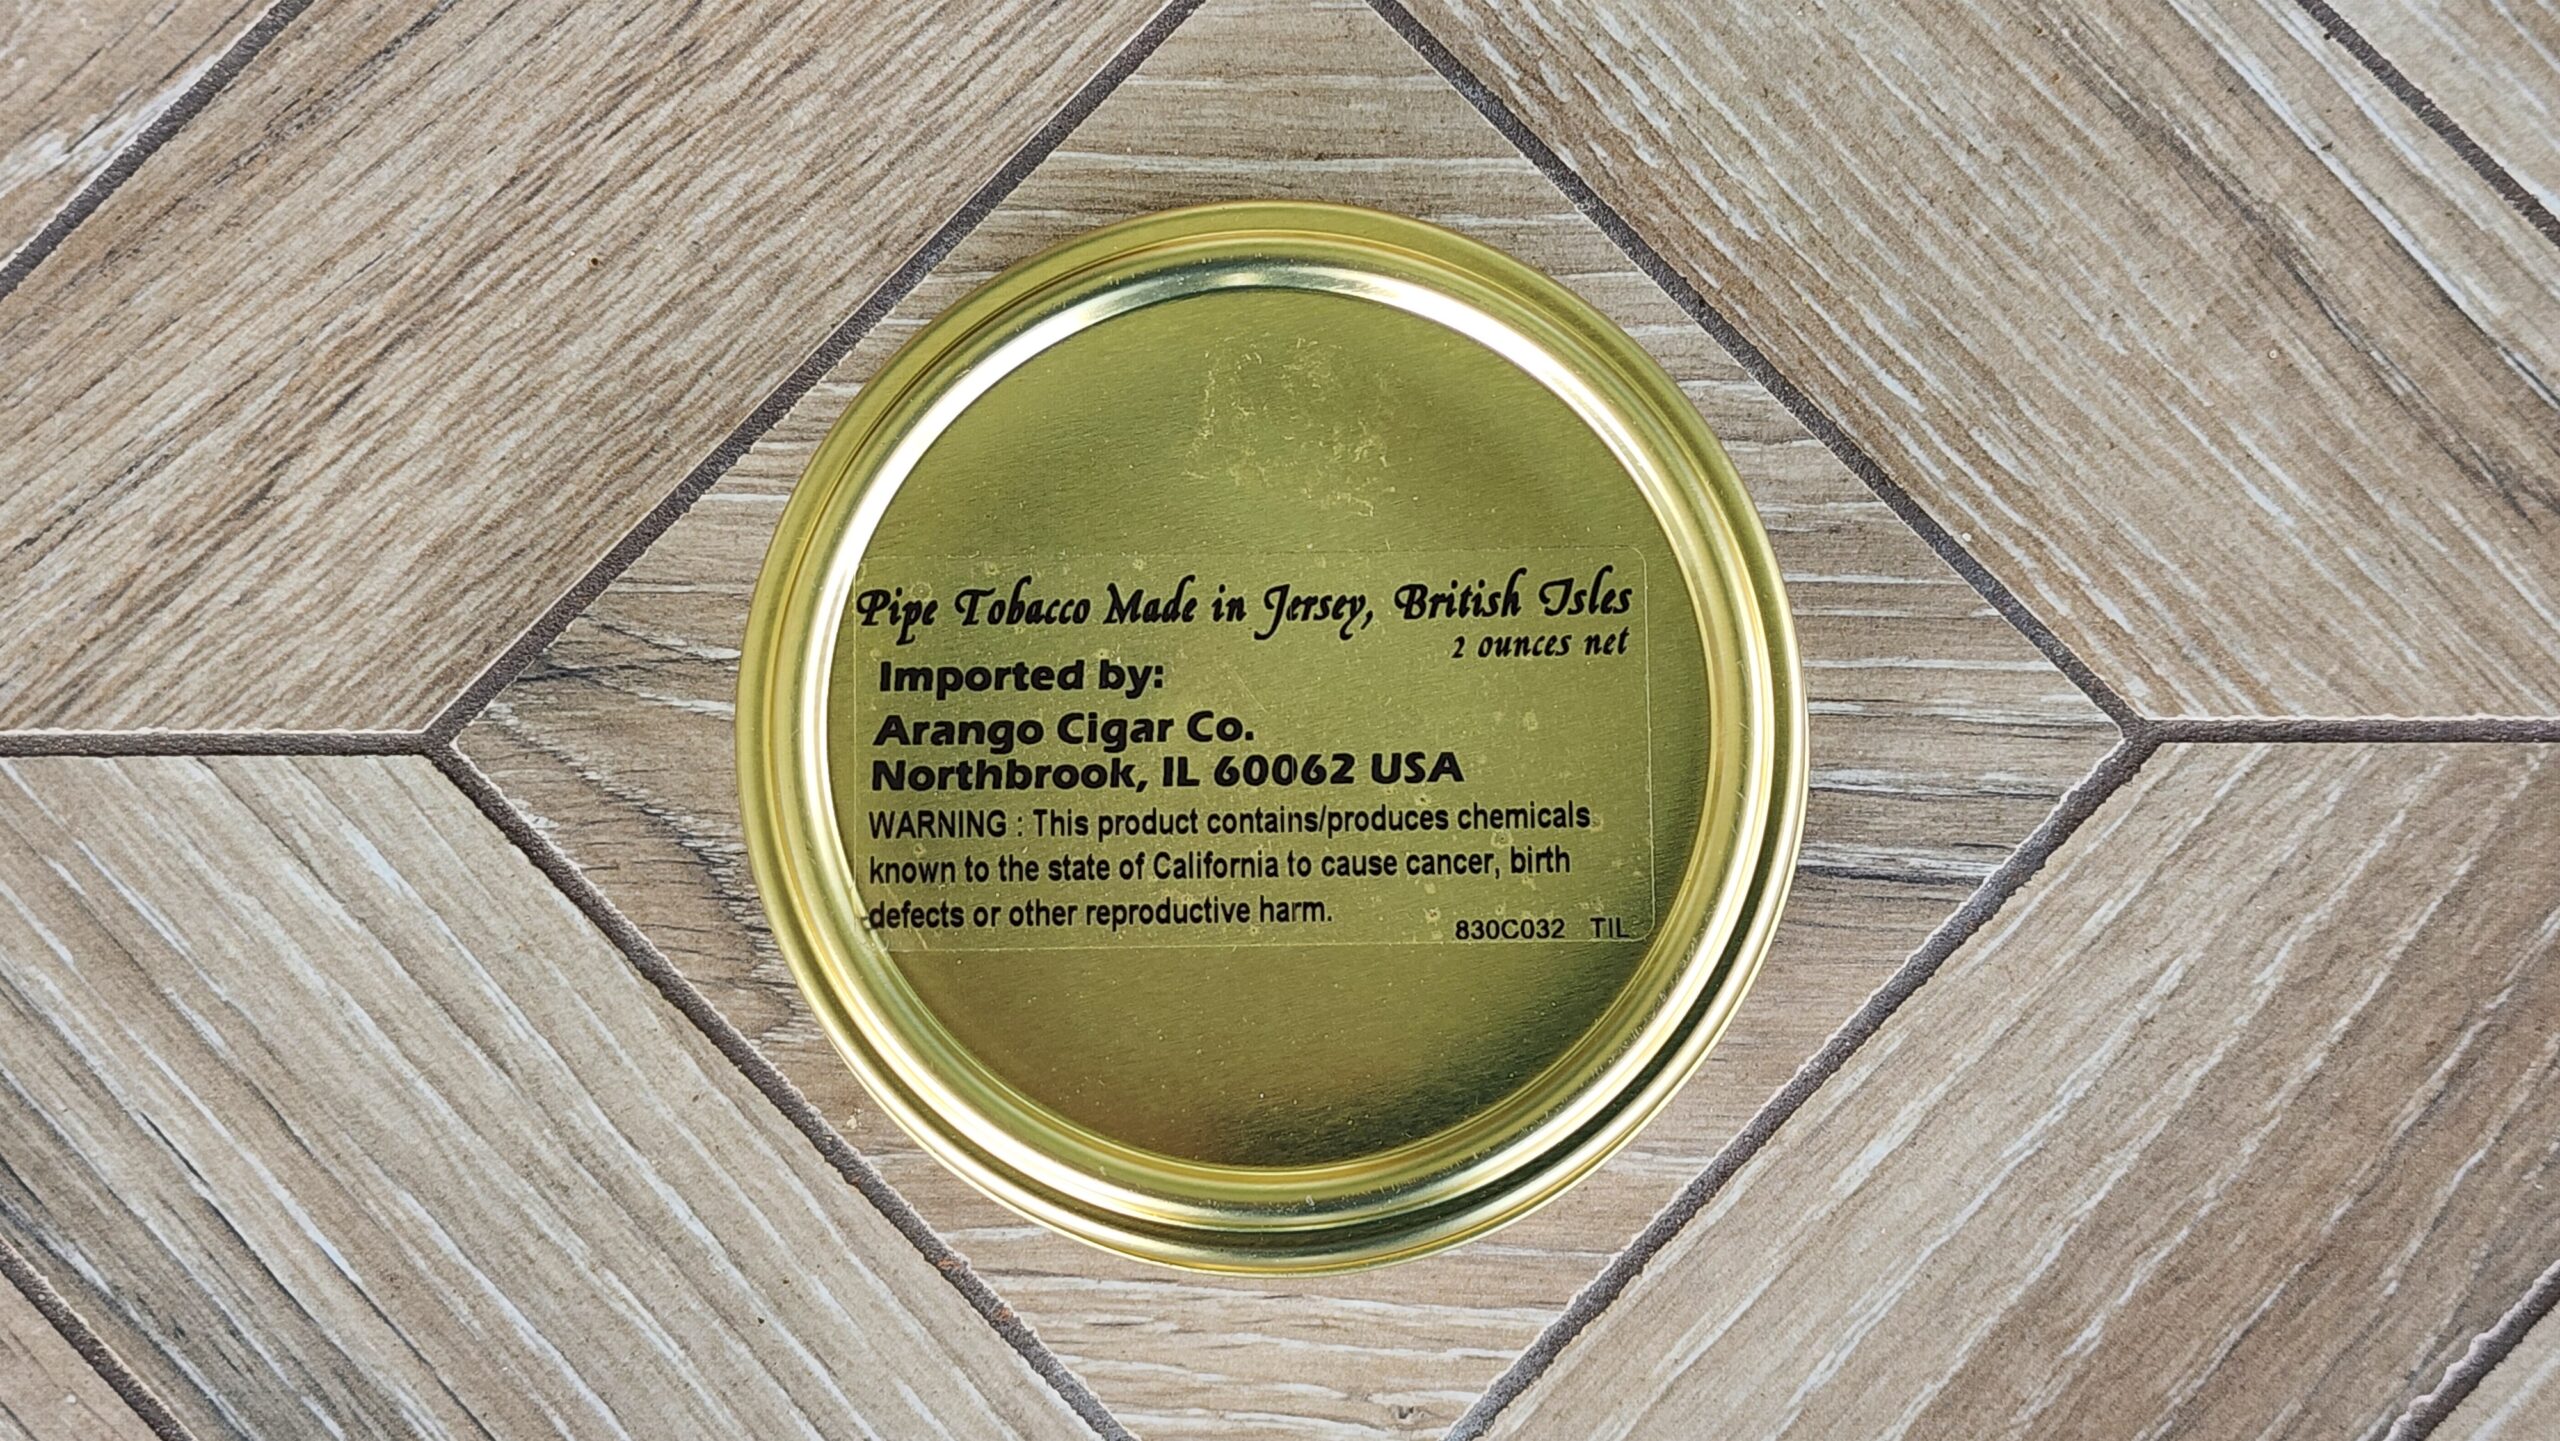 Pipe Tobacco Made in Jersey, British Isles
2 ounces net
Imported by:
Arango Cigar Co.
Northbrook, IL 60062 USA
WARNING : This product contains/produces chemicals
known to the state of California to cause cancer, birth
defects or other reproductive harm.
830C032 TIL